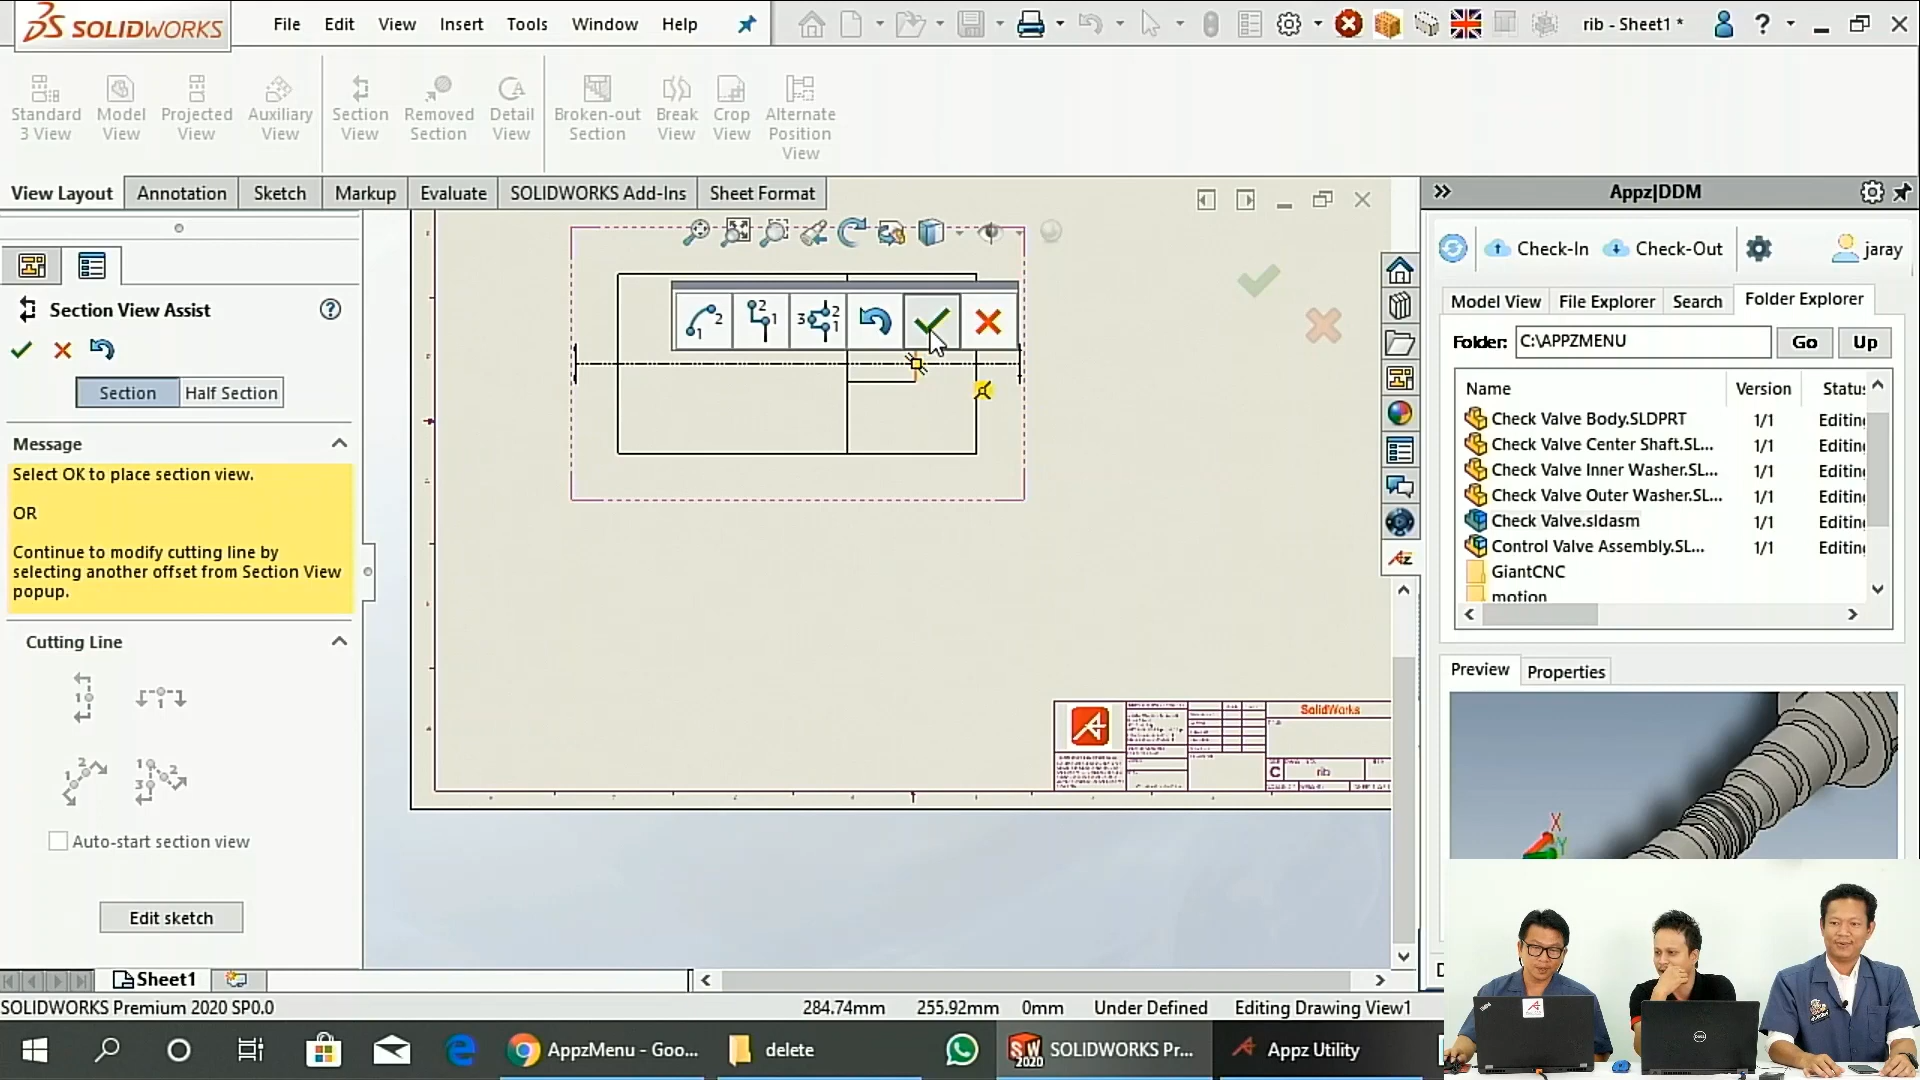 SOLIDWORKS
File Edit View Insert Tools Window Help
rib - Sheet1 *
Standard 3 View
Model View
Projected View
Auxiliary View
Section View
Removed Section
Detail View
Broken-out Section
Break View
Crop View
Alternate Position View
View Layout Annotation Sketch Markup Evaluate SOLIDWORKS Add-Ins Sheet Format
Section View Assist
Section Half Section
Message
Select OK to place section view.
OR
Continue to modify cutting line by
selecting another offset from Section View
popup.
Cutting Line
Auto-start section view
Edit sketch
SolidWorks
C rib
Appz|DDM
Check-In Check-Out jaray
Model View File Explorer Search Folder Explorer
Folder: C:\APPZMENU Go Up
Name Version Status
Check Valve Body.SLDPRT 1/1 Editin
Check Valve Center Shaft.SL... 1/1 Editin
Check Valve Inner Washer.SL... 1/1 Editin
Check Valve Outer Washer.SL... 1/1 Editin
Check Valve.sldasm 1/1 Editin
Control Valve Assembly.SL... 1/1 Editin
GiantCNC
motion
Preview Properties
X
Y
Sheet1
SOLIDWORKS Premium 2020 SP0.0 284.74mm 255.92mm 0mm Under Defined Editing Drawing View1
AppzMenu - Goo... delete SOLIDWORKS Pr... Appz Utility